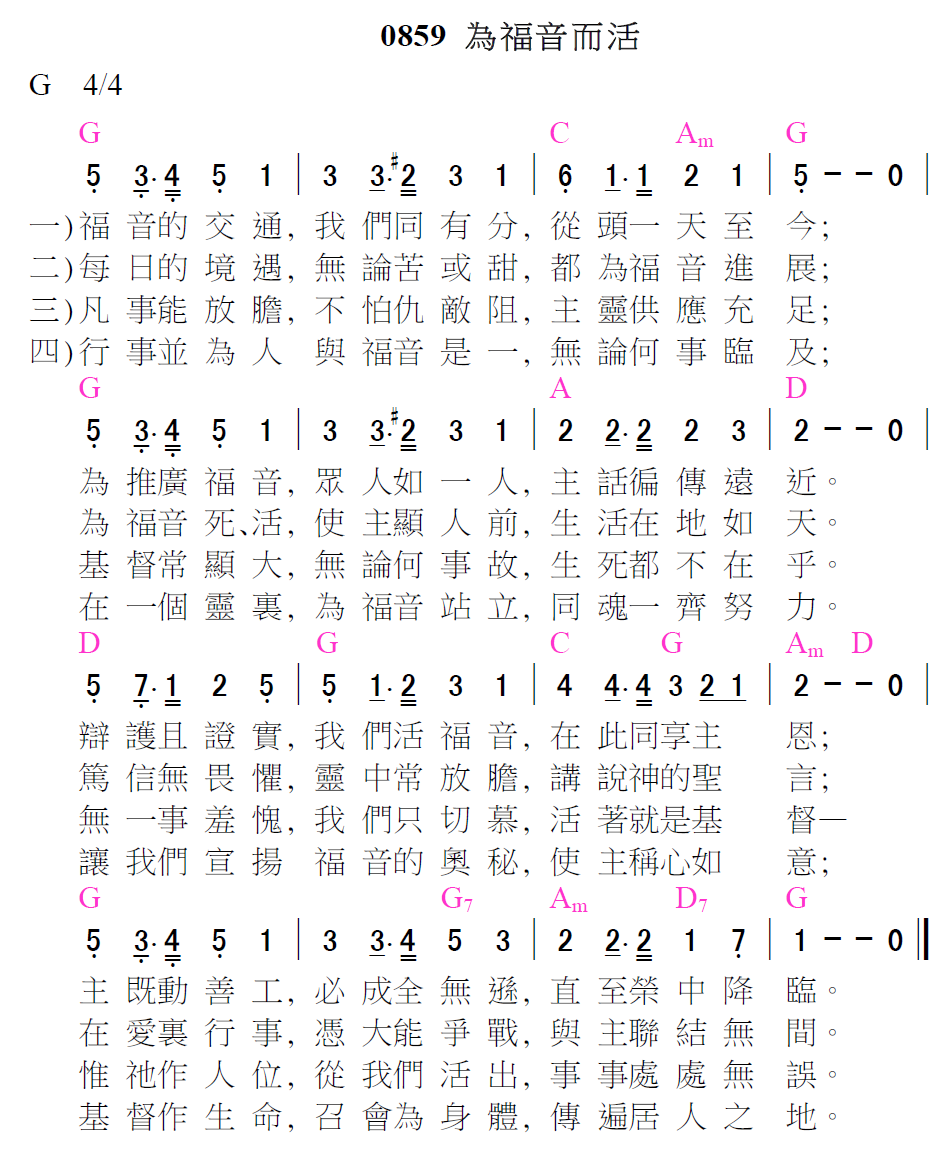 0859 為福音而活
G 4/4
G C Am G
5̣ 3̣. 4̣ 5̣ 1 | 3 3. #2 3 1 | 6̣ 1. 1 2 1 | 5̣ – – 0 |
一)福 音的 交 通, 我 們同 有 分, 從 頭一 天 至 今;
二)每 日的 境 遇, 無 論苦 或 甜, 都 為福 音 進 展;
三)凡 事能 放 膽, 不 怕仇 敵 阻, 主 靈供 應 充 足;
四)行 事並 為 人 與 福音 是 一, 無 論何 事 臨 及;
G A D
5̣ 3̣. 4̣ 5̣ 1 | 3 3. #2 3 1 | 2 2. 2 2 3 | 2 – – 0 |
為 推廣 福 音, 眾 人如 一 人, 主 話徧 傳 遠 近。
為 福音 死、活, 使 主顯 人 前, 生 活在 地 如 天。
基 督常 顯 大, 無 論何 事 故, 生 死都 不 在 乎。
在 一個 靈 裏, 為 福音 站 立, 同 魂一 齊 努 力。
D G C G Am D
5̣ 7̣. 1 2 5̣ | 5̣ 1. 2 3 1 | 4 4. 4 3 2 1 | 2 – – 0 |
辯 護且 證 實, 我 們活 福 音, 在 此同享主 恩;
篤 信無 畏 懼, 靈 中常 放 膽, 講 說神的聖 言;
無 一事 羞 愧, 我 們只 切 慕, 活 著就是基 督—
讓 我們 宣 揚 福 音的 奧 秘, 使 主稱心如 意;
G G7 Am D7 G
5̣ 3̣. 4̣ 5̣ 1 | 3 3. 4 5 3 | 2 2. 2 1 7̣ | 1 – – 0 ‖
主 既動 善 工, 必 成全 無 遜, 直 至榮 中 降 臨。
在 愛裏 行 事, 憑 大能 爭 戰, 與 主聯 結 無 間。
惟 祂作 人 位, 從 我們 活 出, 事 事處 處 無 誤。
基 督作 生 命, 召 會為 身 體, 傳 遍居 人 之 地。